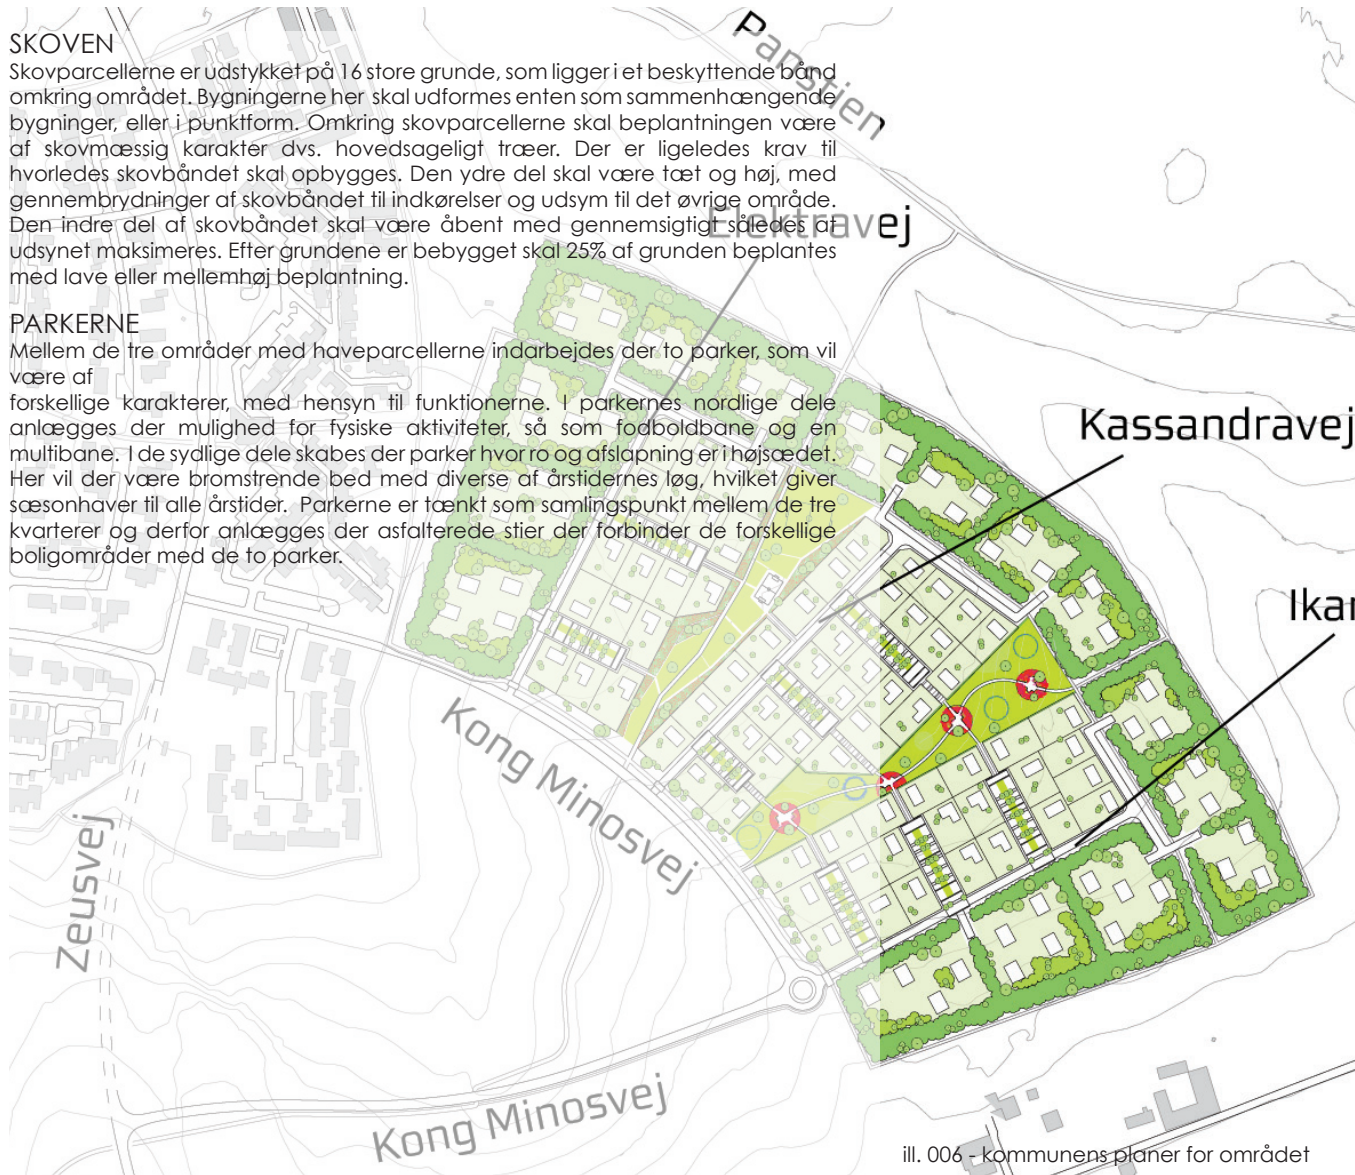 SKOVEN
Skovparcellerne er udstykket på 16 store grunde, som ligger i et beskyttende bånd
omkring området. Bygningerne her skal udformes enten som sammenhængende
bygninger, eller i punktform. Omkring skovparcellerne skal beplantningen være
af skovmæssig karakter dvs. hovedsageligt træer. Der er ligeledes krav til
hvorledes skovbåndet skal opbygges. Den ydre del skal være tæt og høj, med
gennembrydninger af skovbåndet til indkørelser og udsym til det øvrige område.
Den indre del af skovbåndet skal være åbent med gennemsigtigt således at
udsynet maksimeres. Efter grundene er bebygget skal 25% af grunden beplantes
med lave eller mellemhøj beplantning.
PARKERNE
Mellem de tre områder med haveparcellerne indarbejdes der to parker, som vil
være af
forskellige karakterer, med hensyn til funktionerne. I parkernes nordlige dele
anlægges der mulighed for fysiske aktiviteter, så som fodboldbane og en
multibane. I de sydlige dele skabes der parker hvor ro og afslapning er i højsædet.
Her vil der være bromstrende bed med diverse af årstidernes løg, hvilket giver
sæsonhaver til alle årstider. Parkerne er tænkt som samlingspunkt mellem de tre
kvarterer og derfor anlægges der asfalterede stier der forbinder de forskellige
boligområder med de to parker.
Panstien
Elektravej
Kassandravej
Ikar
Kong Minosvej
Zeusvej
Kong Minosvej
ill. 006 - kommunens planer for området